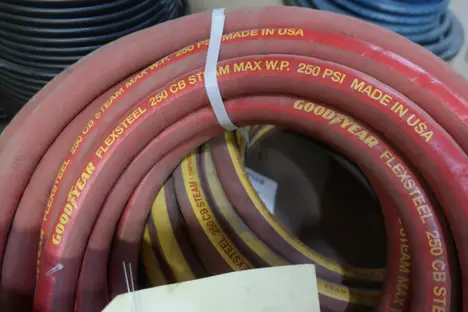 FLEXSTEEL 250 CB STEAM MAX W.P. 250 PSI MADE IN USA
GOODYEAR FLEXSTEEL 250 CB STEAM MAX W.P. 250 PSI MADE IN USA
GOODYEAR FLEXSTEEL 250 CB
STEAM MAX
FLEXSTEEL 250 CB STEAM